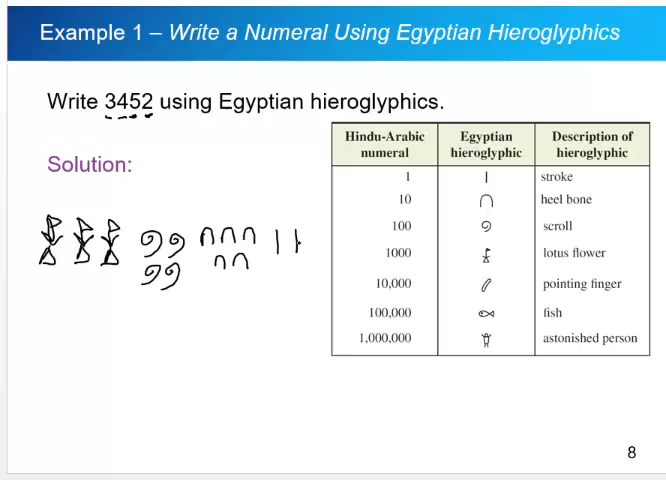 Example 1 – Write a Numeral Using Egyptian Hieroglyphics
Write 3452 using Egyptian hieroglyphics.
Solution:
Hindu-Arabic numeral Egyptian hieroglyphic Description of hieroglyphic
1 | stroke
10 ∩ heel bone
100 scroll
1000 lotus flower
10,000 pointing finger
100,000 fish
1,000,000 astonished person
8